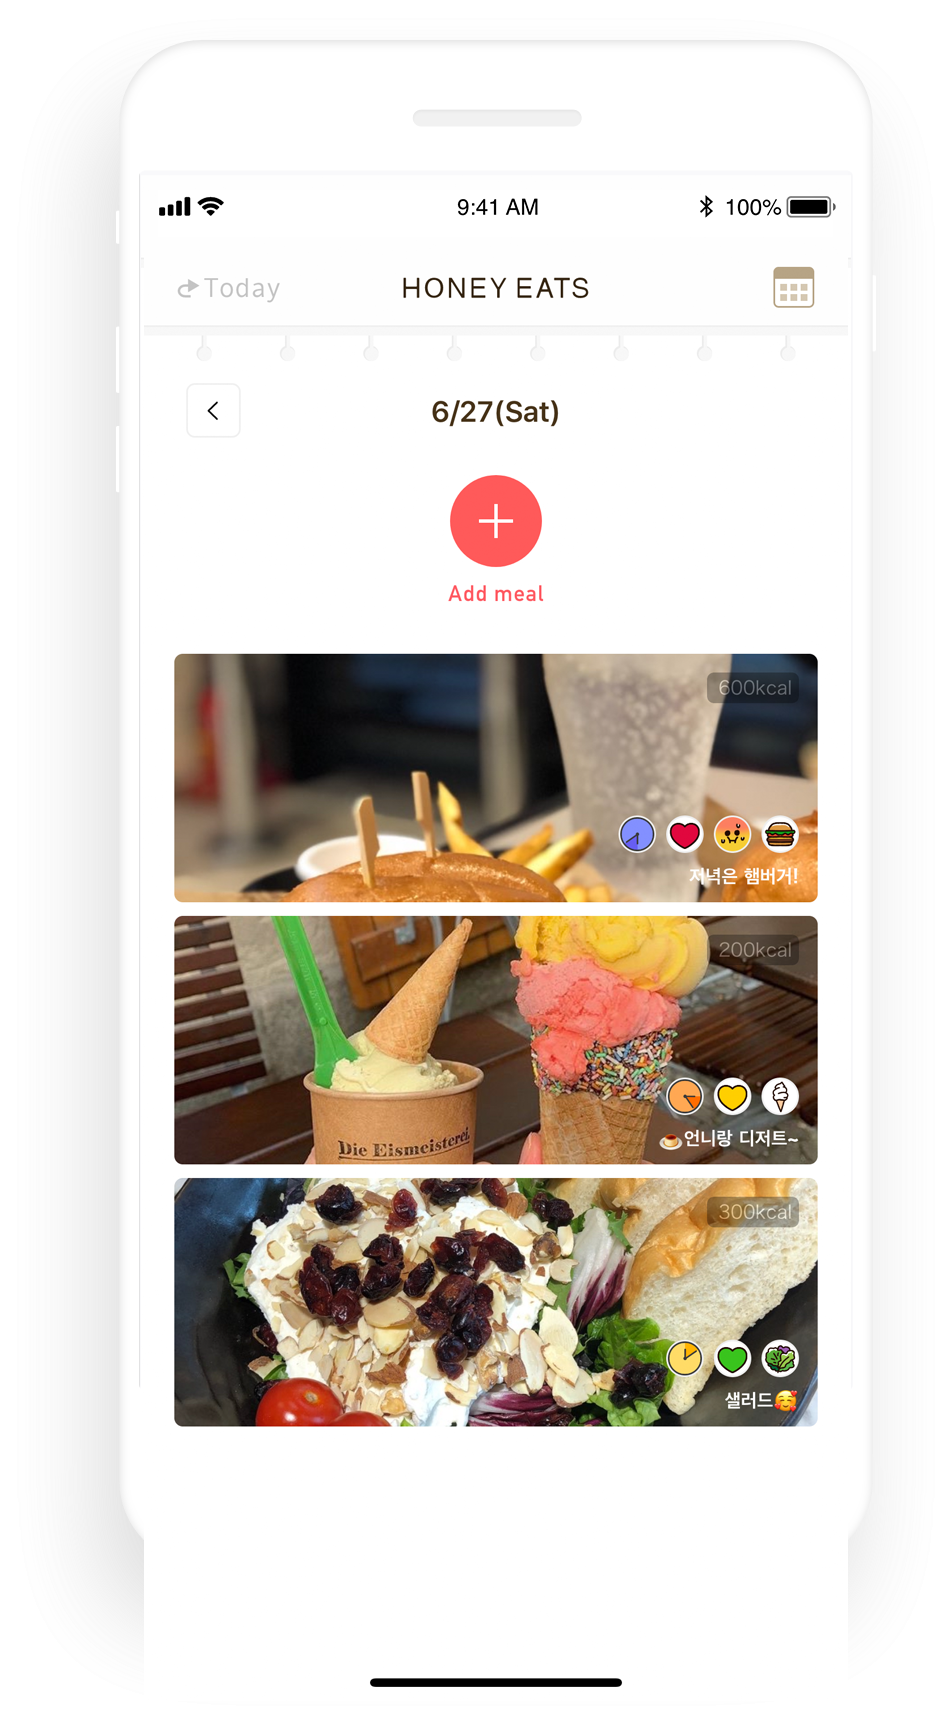 9:41 AM
100%
Today
HONEY EATS
6/27(Sat)
Add meal
600kcal
저녁은 햄버거!
200kcal
Die Eismeisterei.
🍮언니랑 디저트~
300kcal
샐러드🥰